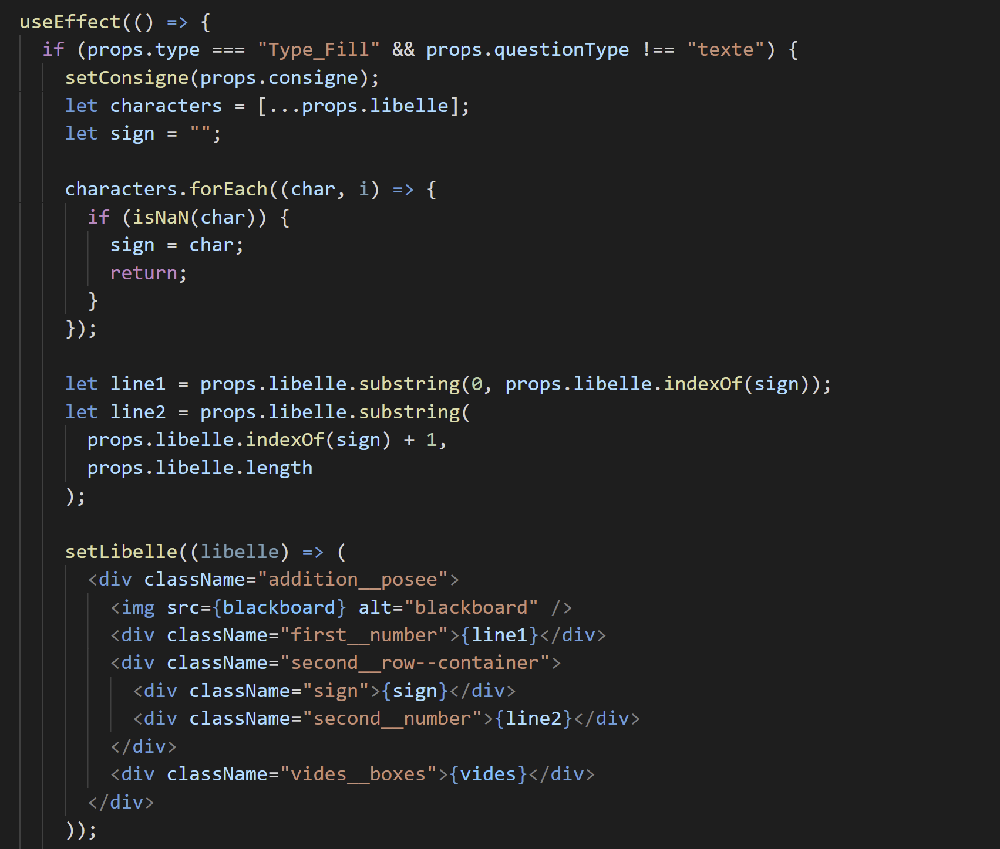 useEffect(() => {
if (props.type === "Type_Fill" && props.questionType !== "texte") {
setConsigne(props.consigne);
let characters = [...props.libelle];
let sign = "";
characters.forEach((char, i) => {
if (isNaN(char)) {
sign = char;
return;
}
});
let line1 = props.libelle.substring(0, props.libelle.indexOf(sign));
let line2 = props.libelle.substring(
props.libelle.indexOf(sign) + 1,
props.libelle.length
);
setLibelle((libelle) => (
<div className="addition__posee">
<img src={blackboard} alt="blackboard" />
<div className="first__number">{line1}</div>
<div className="second__row--container">
<div className="sign">{sign}</div>
<div className="second__number">{line2}</div>
</div>
<div className="vides__boxes">{vides}</div>
</div>
));